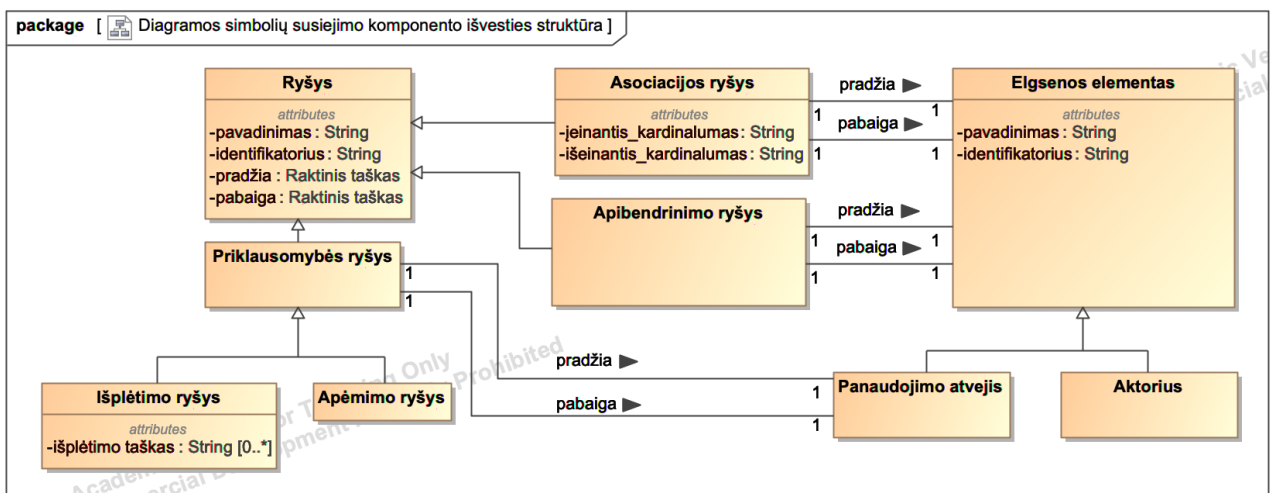 package [ Diagramos simbolių susiejimo komponento išvesties struktūra ]
Ryšys
attributes
-pavadinimas : String
-identifikatorius : String
-pradžia : Raktinis taškas
-pabaiga : Raktinis taškas
Asociacijos ryšys
attributes
-įeinantis_kardinalumas : String
-išeinantis_kardinalumas : String
pradžia
1
1
pabaiga
1
1
Elgsenos elementas
attributes
-pavadinimas : String
-identifikatorius : String
Apibendrinimo ryšys
pradžia
1
1
pabaiga
1
1
Priklausomybės ryšys
1
1
pradžia
1
pabaiga
1
Išplėtimo ryšys
attributes
-išplėtimo taškas : String [0..*]
Apėmimo ryšys
Panaudojimo atvejis
Aktorius
Only
Prohibited